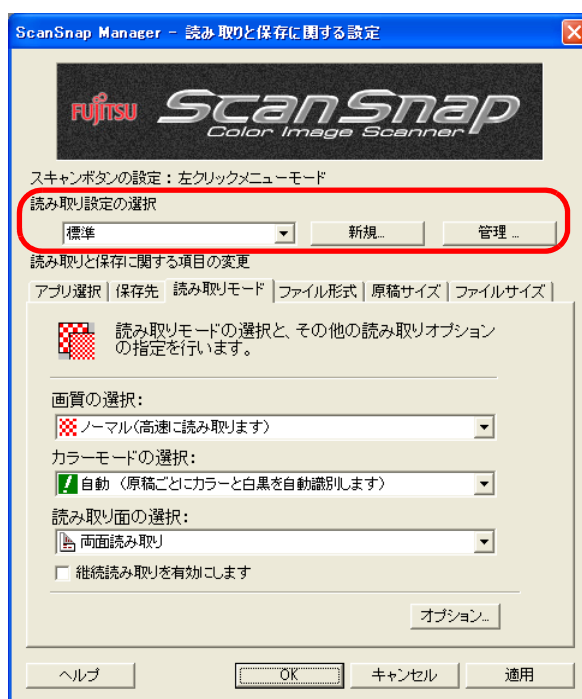 ScanSnap Manager - 読み取りと保存に関する設定
FUJITSU ScanSnap
Color Image Scanner
スキャンボタンの設定：左クリックメニューモード
読み取り設定の選択
標準 新規... 管理 ...
読み取りと保存に関する項目の変更
アプリ選択 保存先 読み取りモード ファイル形式 原稿サイズ ファイルサイズ
読み取りモードの選択と、その他の読み取りオプション
の指定を行います。
画質の選択：
ノーマル(高速に読み取ります)
カラーモードの選択：
自動（原稿ごとにカラーと白黒を自動識別します）
読み取り面の選択：
両面読み取り
継続読み取りを有効にします
オプション...
ヘルプ OK キャンセル 適用